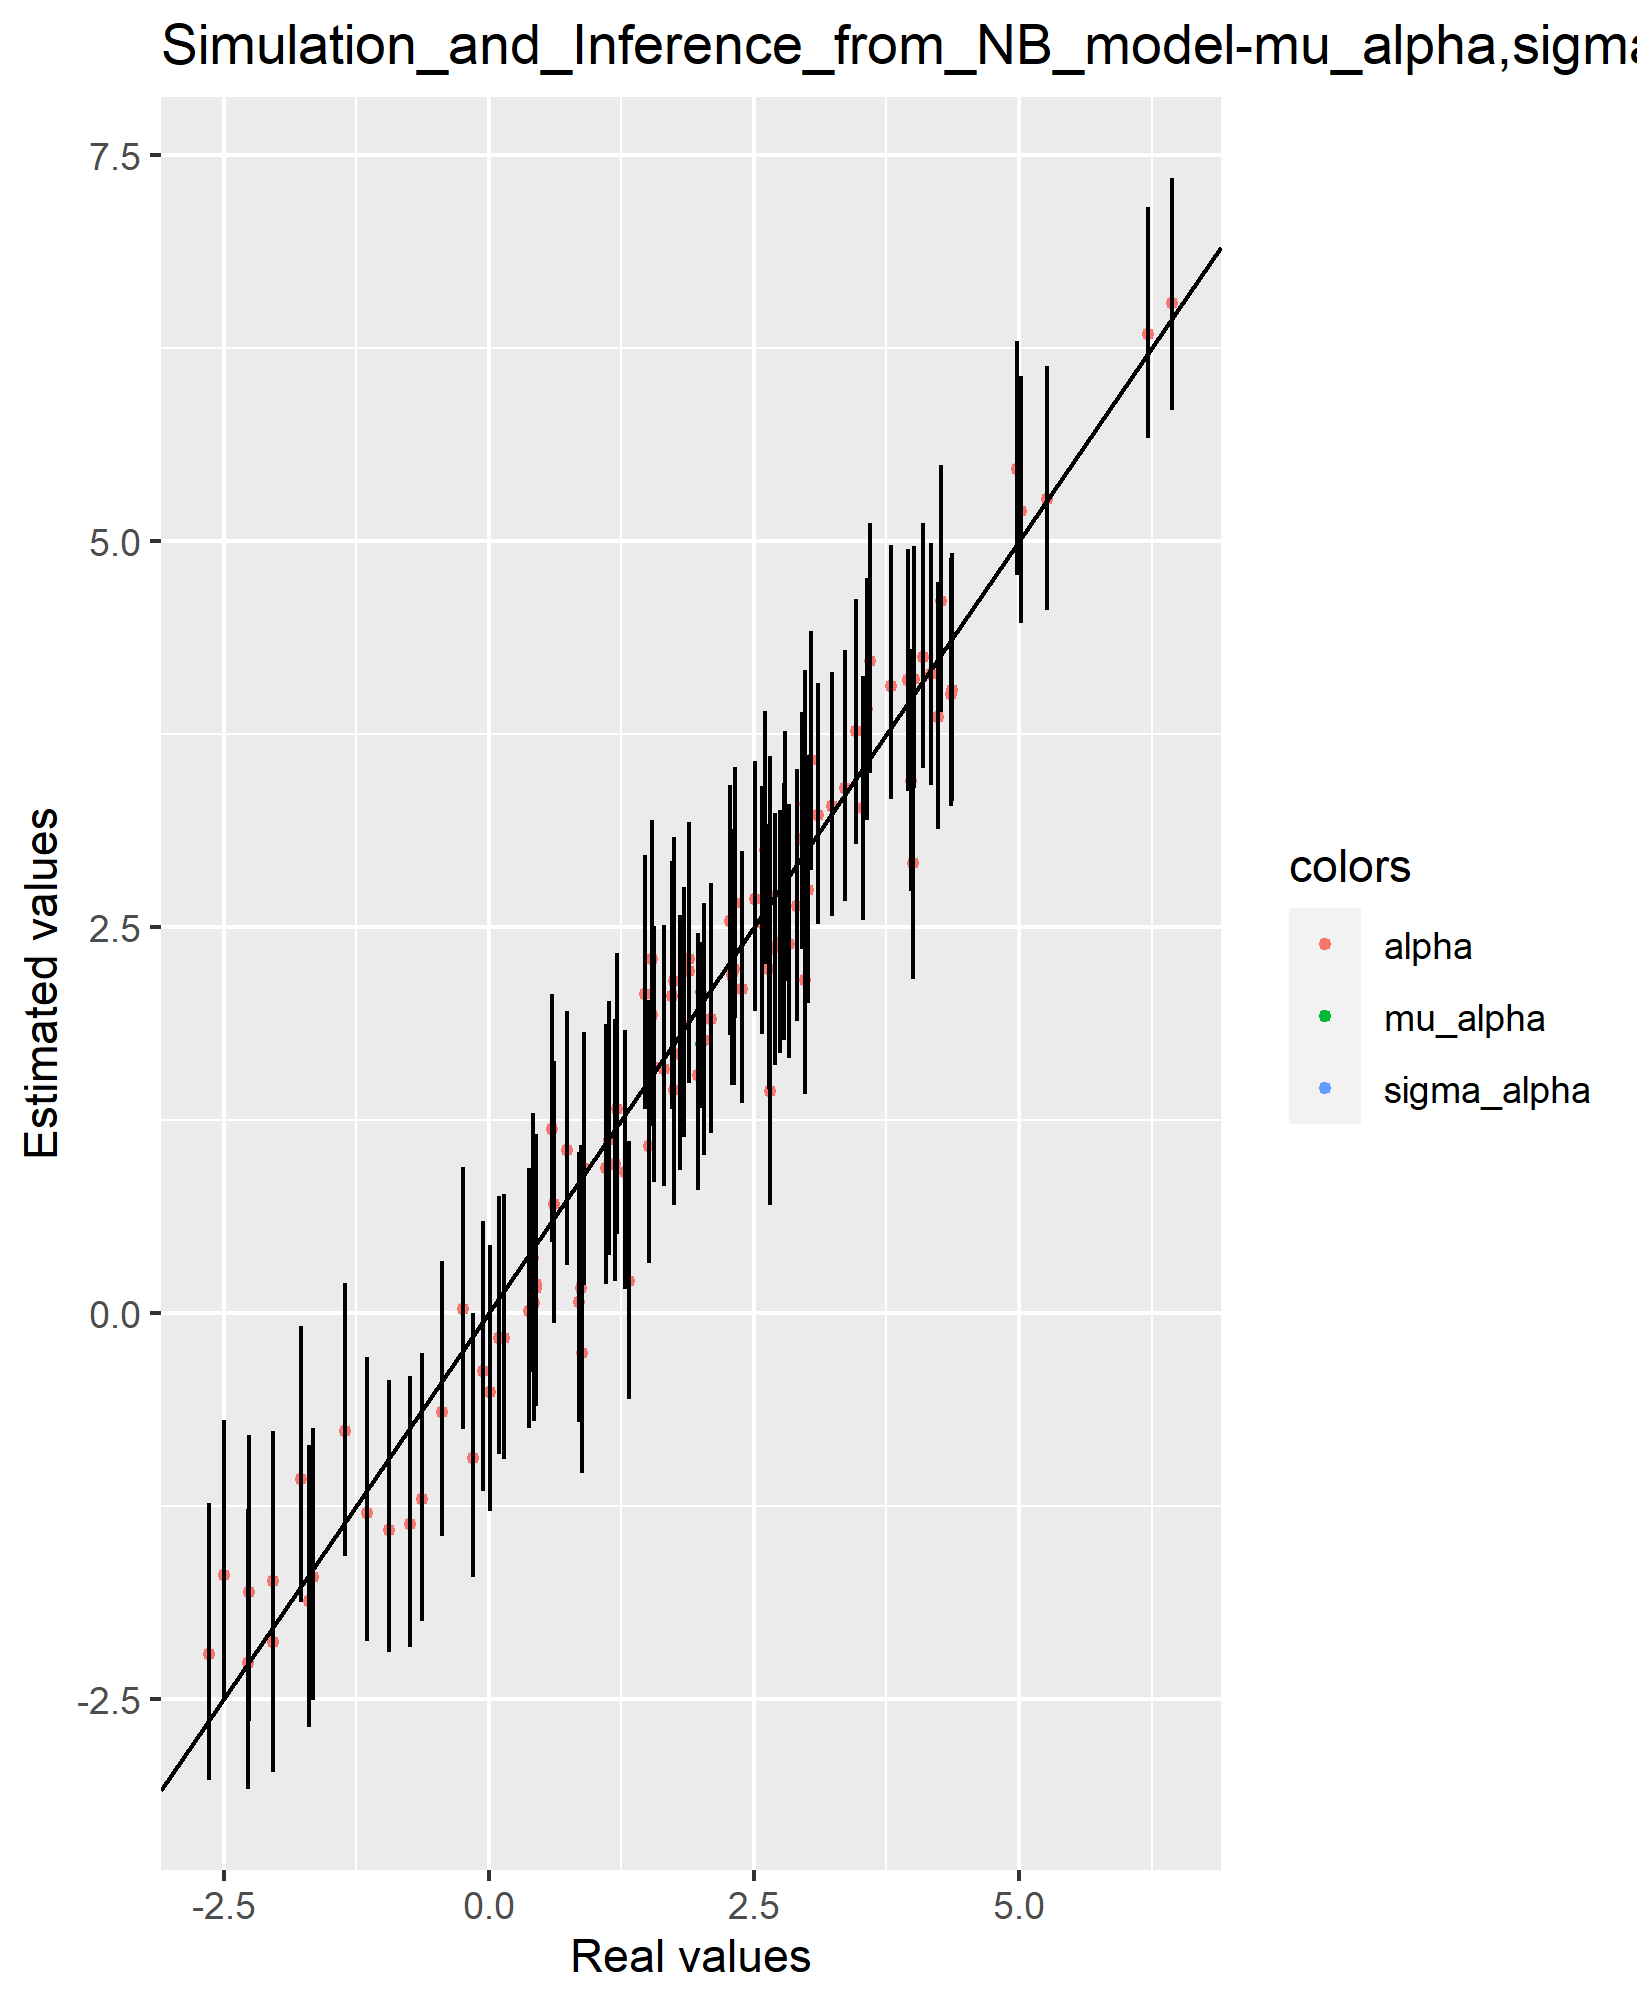 Simulation_and_Inference_from_NB_model-mu_alpha,sigma
7.5
5.0
2.5
0.0
-2.5
Estimated values
-2.5
0.0
2.5
5.0
Real values
colors
alpha
mu_alpha
sigma_alpha